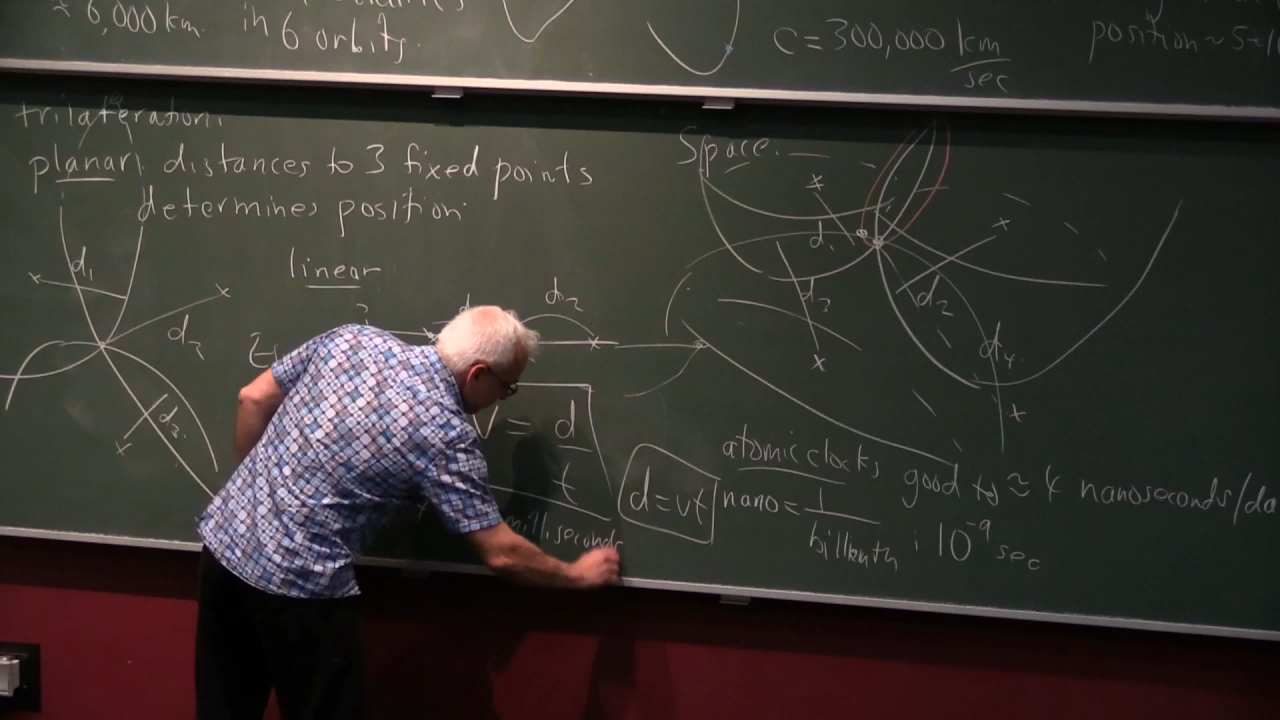 ≈ 6,000 km. in 6 orbits.
c = 300,000 km/sec
position ~
trilateration:
planar: distances to 3 fixed points
determines position.
d1
d2
d3
linear
d2
V = d/t
milliseconds
d = vt
Space.
d1
d2
d3
d4
atomic clocks good to ≈ 4 nanoseconds/da
nano = 1/billionth ; 10^-9 sec